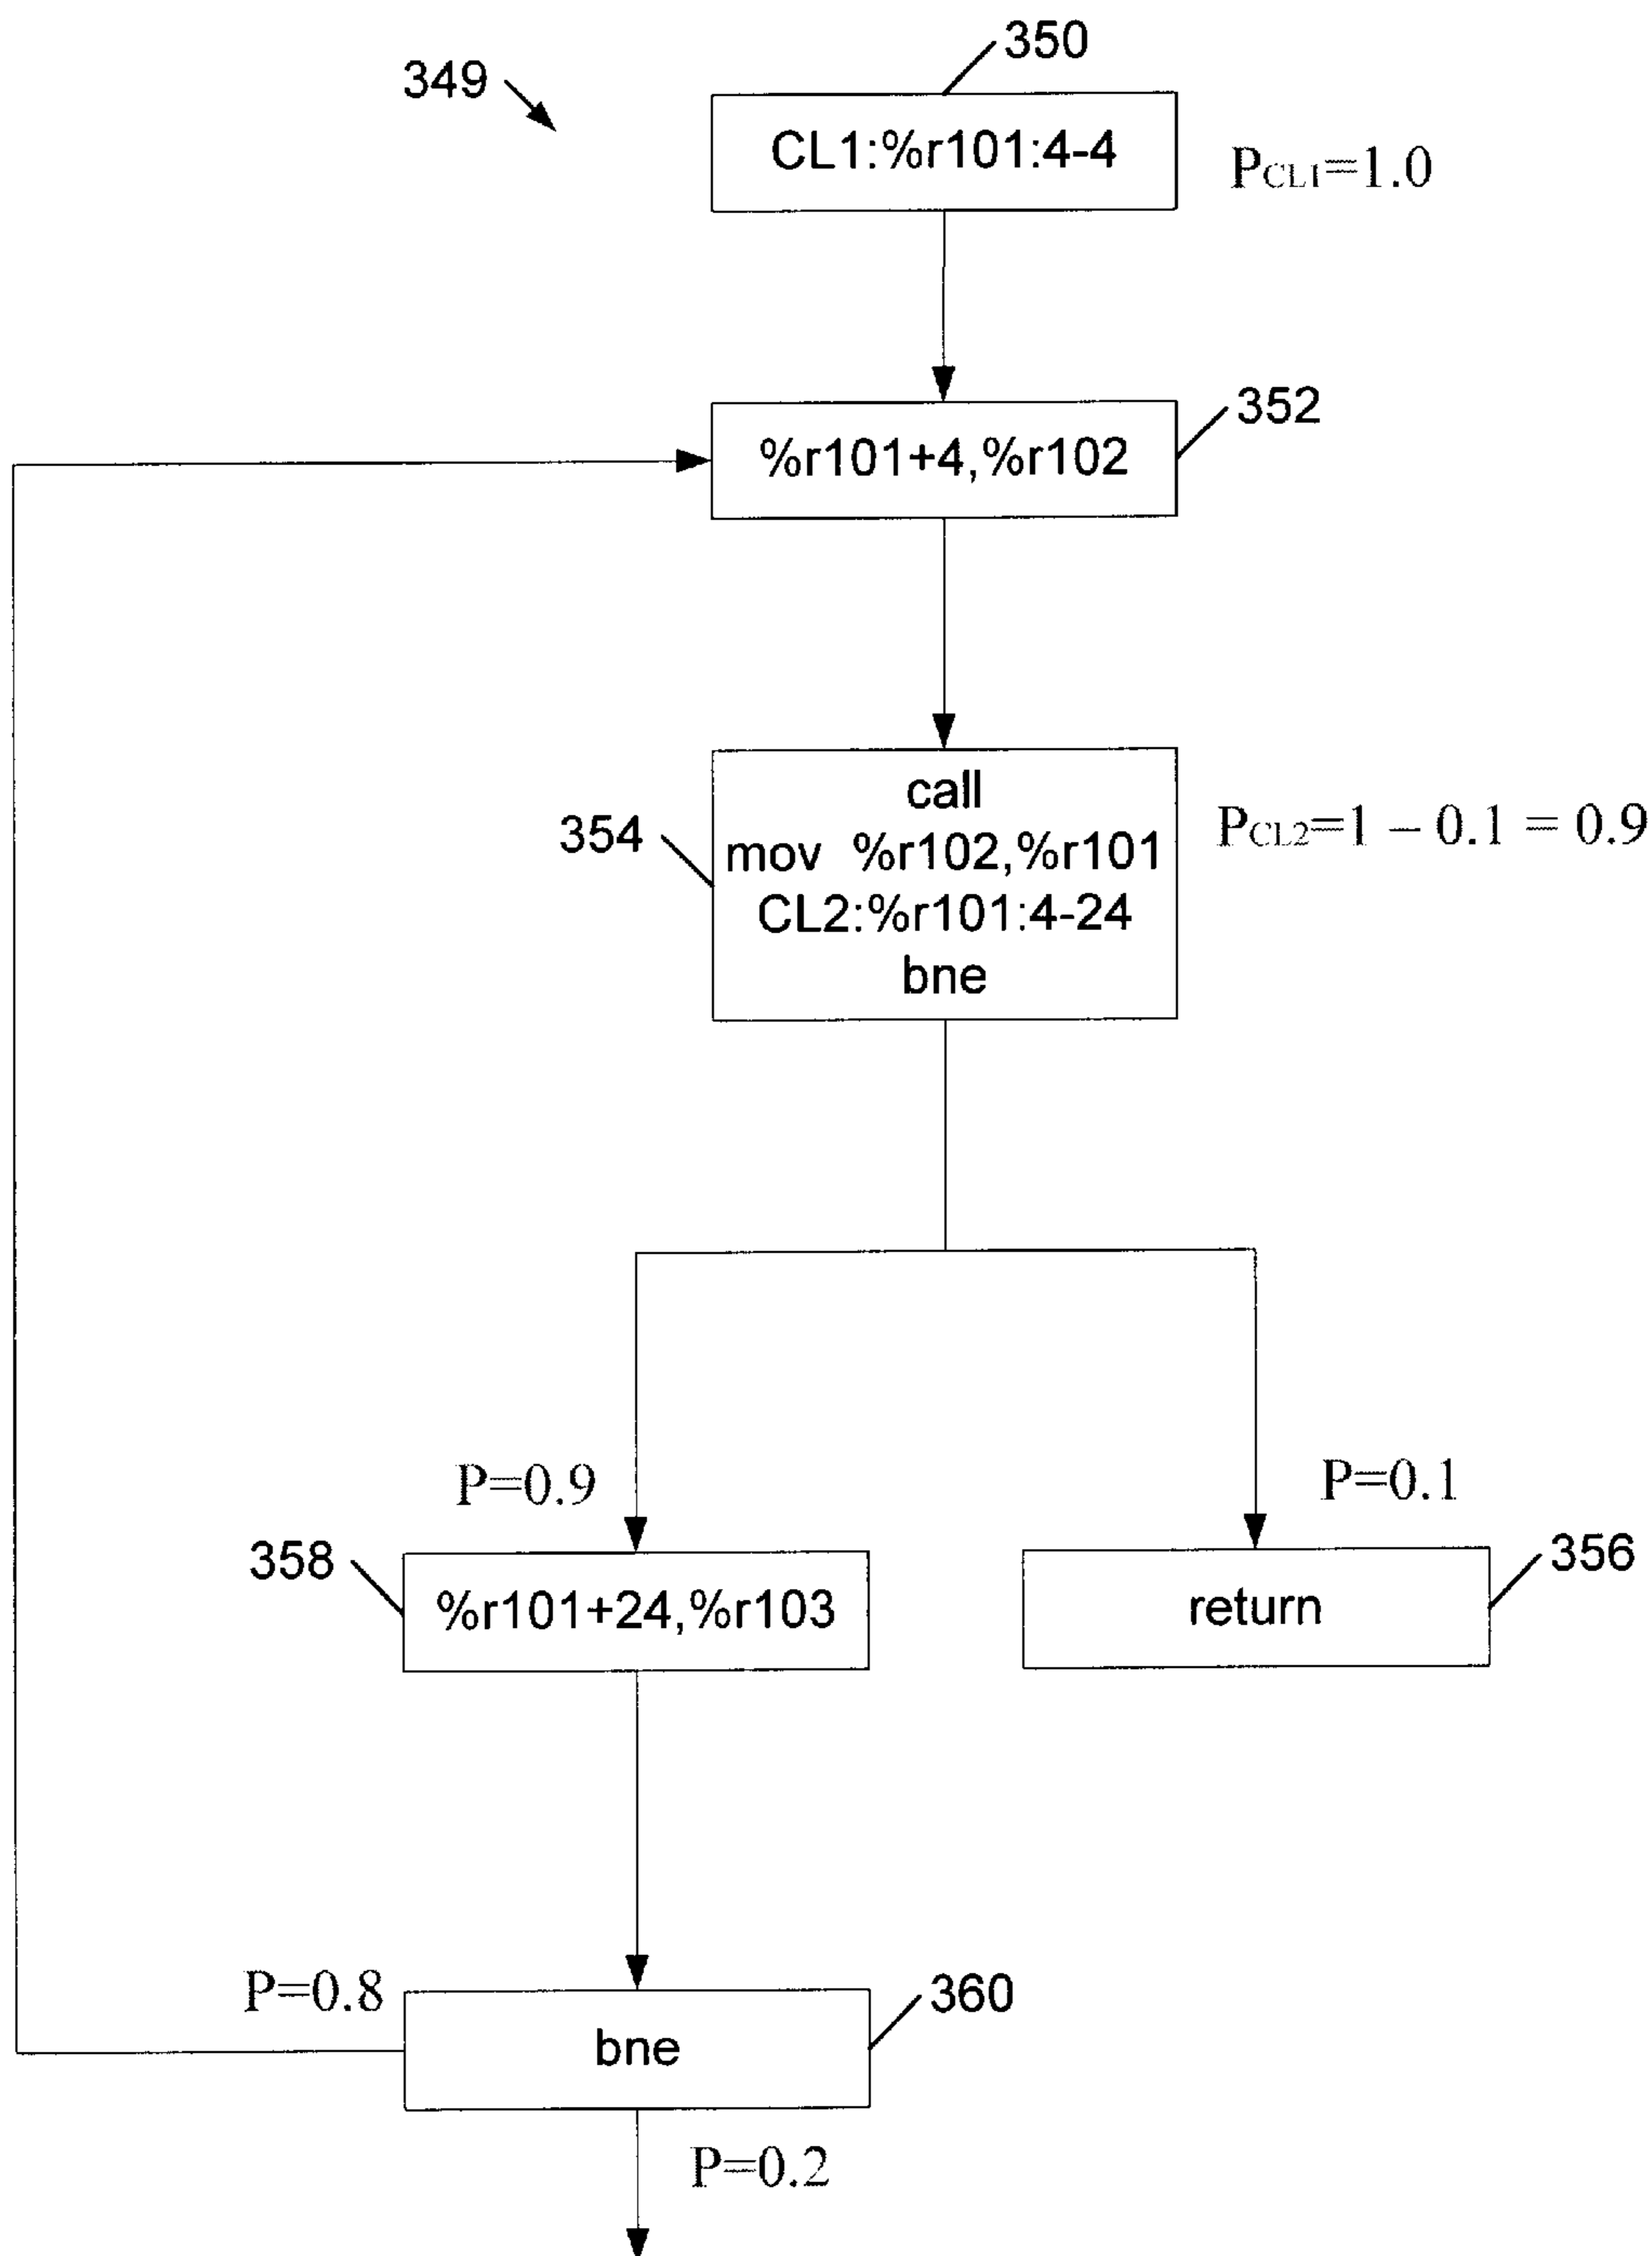 350
349
CL1:%r101:4-4
PCL1=1.0
352
%r101+4,%r102
call
354
mov %r102,%r101
PCL2=1 – 0.1 = 0.9
CL2:%r101:4-24
bne
P=0.9
P=0.1
358
356
%r101+24,%r103
return
P=0.8
360
bne
P=0.2